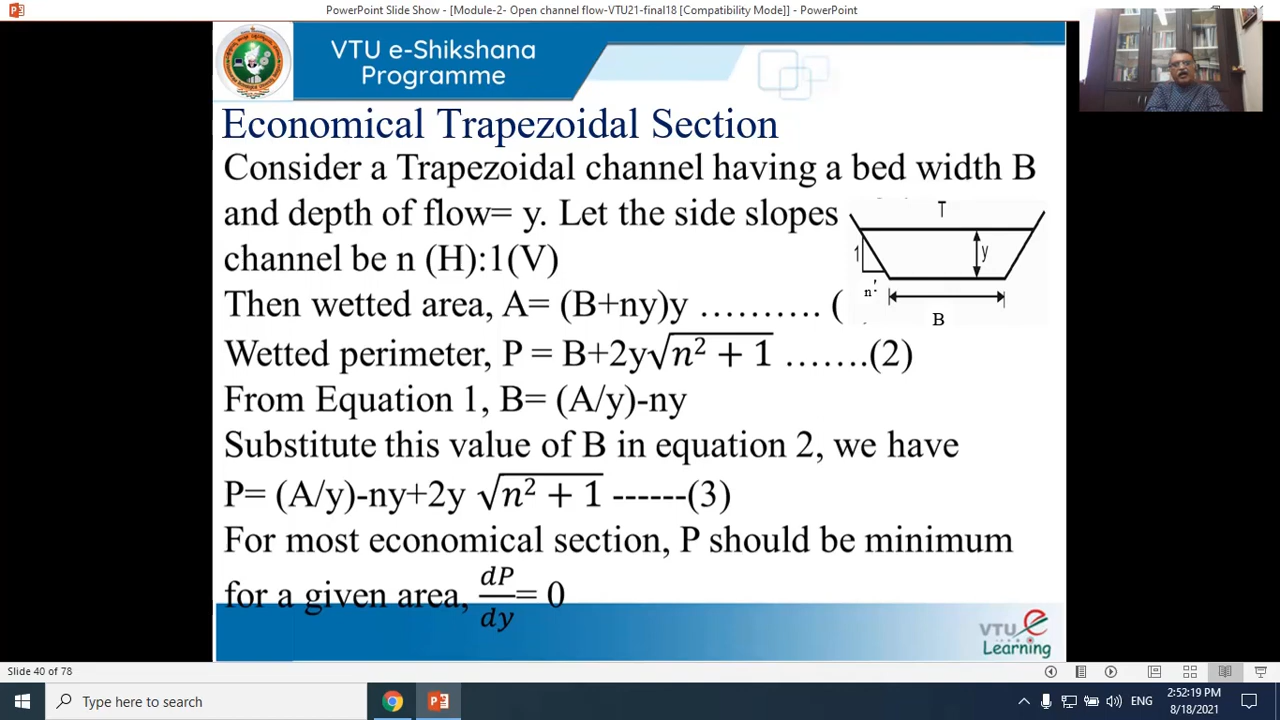 PowerPoint Slide Show - [Module-2- Open channel flow-VTU21-final18 [Compatibility Mode]] - PowerPoint
VTU e-Shikshana
Programme
Economical Trapezoidal Section
Consider a Trapezoidal channel having a bed width B
and depth of flow= y. Let the side slopes
channel be n (H):1(V)
T
1
y
n'
B
Then wetted area, A= (B+ny)y ………. (
Wetted perimeter, P = B+2y√n² + 1 …….(2)
From Equation 1, B= (A/y)-ny
Substitute this value of B in equation 2, we have
P= (A/y)-ny+2y √n² + 1 ------(3)
For most economical section, P should be minimum
for a given area, dP/dy = 0
VTU e
Learning
Slide 40 of 78
Type here to search
ENG
2:52:19 PM
8/18/2021